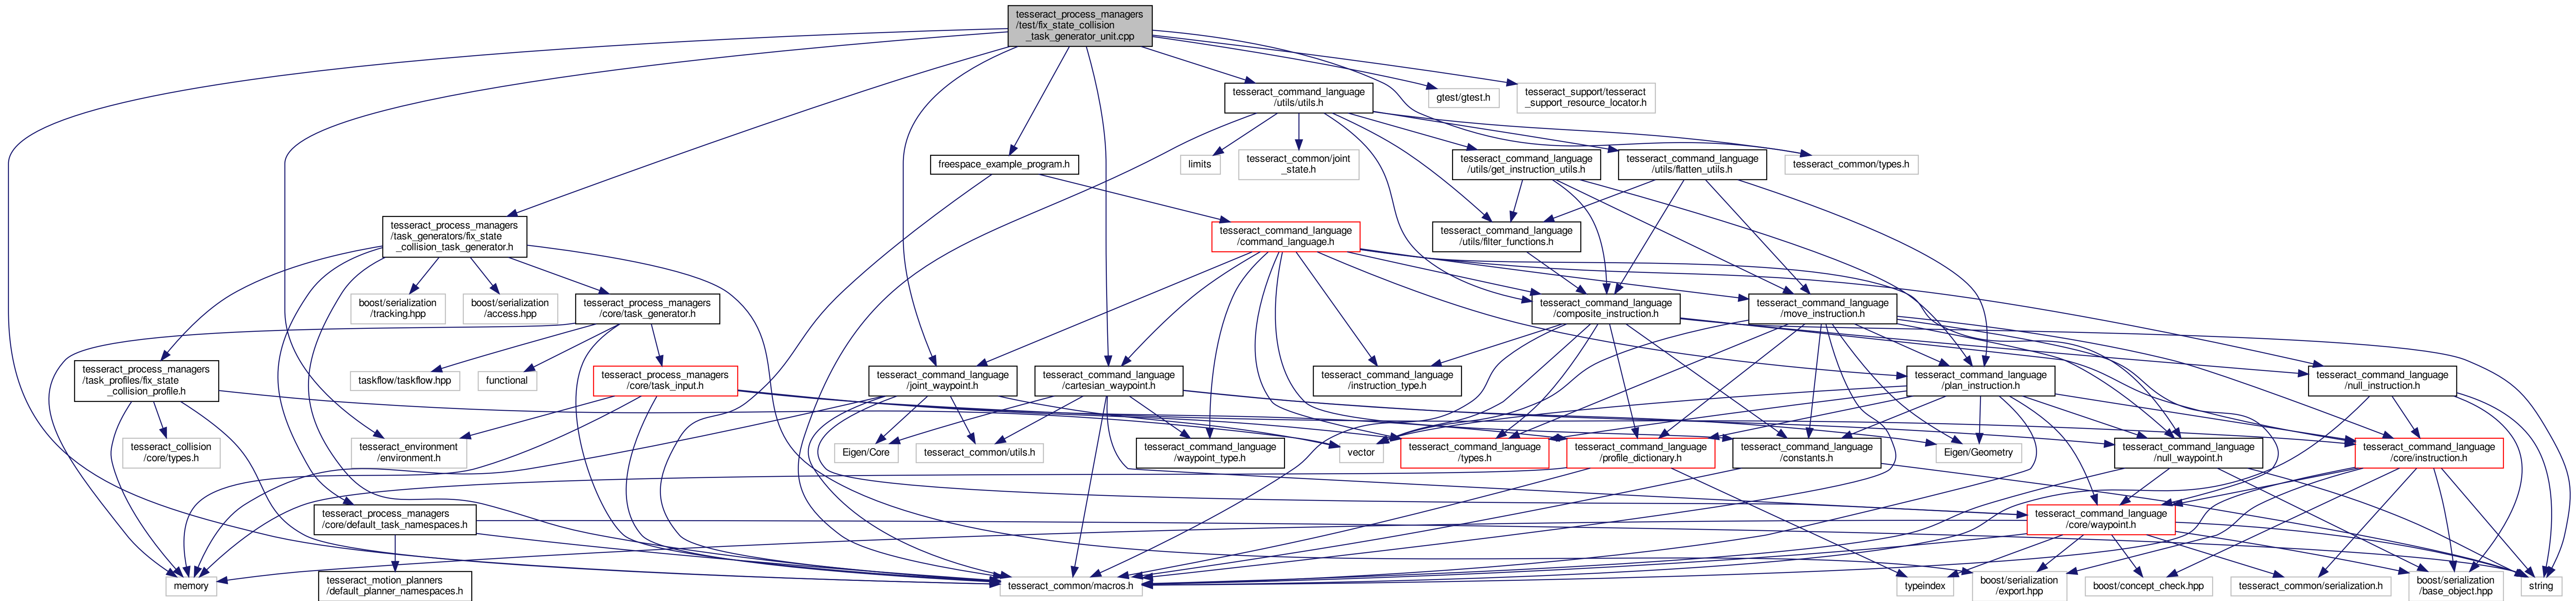 tesseract_process_managers
/test/fix_state_collision
_task_generator_unit.cpp
tesseract_command_language
/utils/utils.h
gtest/gtest.h
tesseract_support/tesseract
_support_resource_locator.h
freespace_example_program.h
limits
tesseract_common/joint
_state.h
tesseract_command_language
/utils/get_instruction_utils.h
tesseract_command_language
/utils/flatten_utils.h
tesseract_common/types.h
tesseract_process_managers
/task_generators/fix_state
_collision_task_generator.h
tesseract_command_language
/command_language.h
tesseract_command_language
/utils/filter_functions.h
boost/serialization
/tracking.hpp
boost/serialization
/access.hpp
tesseract_process_managers
/core/task_generator.h
tesseract_command_language
/composite_instruction.h
tesseract_command_language
/move_instruction.h
tesseract_process_managers
/task_profiles/fix_state
_collision_profile.h
taskflow/taskflow.hpp
functional
tesseract_process_managers
/core/task_input.h
tesseract_command_language
/joint_waypoint.h
tesseract_command_language
/cartesian_waypoint.h
tesseract_command_language
/instruction_type.h
tesseract_command_language
/plan_instruction.h
tesseract_command_language
/null_instruction.h
tesseract_collision
/core/types.h
tesseract_environment
/environment.h
Eigen/Core
tesseract_common/utils.h
tesseract_command_language
/waypoint_type.h
vector
tesseract_command_language
/types.h
tesseract_command_language
/profile_dictionary.h
tesseract_command_language
/constants.h
Eigen/Geometry
tesseract_command_language
/null_waypoint.h
tesseract_command_language
/core/instruction.h
tesseract_process_managers
/core/default_task_namespaces.h
tesseract_command_language
/core/waypoint.h
memory
tesseract_motion_planners
/default_planner_namespaces.h
tesseract_common/macros.h
typeindex
boost/serialization
/export.hpp
boost/concept_check.hpp
tesseract_common/serialization.h
boost/serialization
/base_object.hpp
string